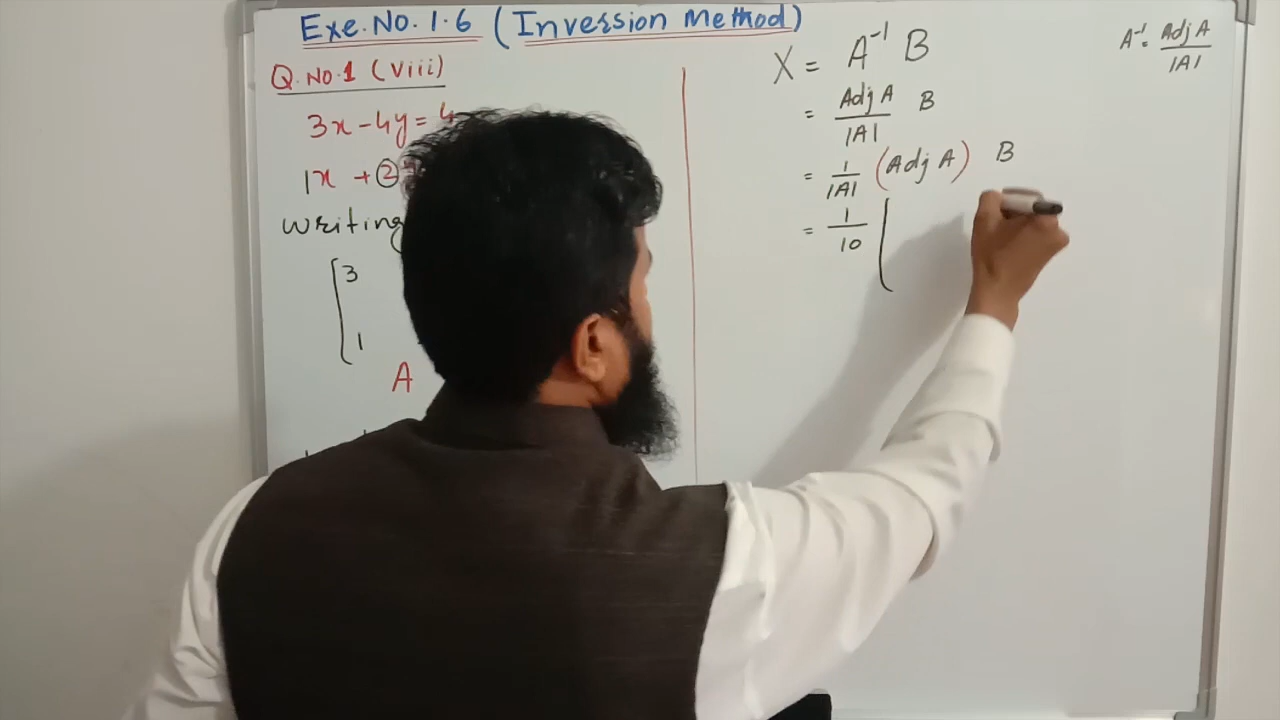 Exe. No. 1.6 (Inversion Method)
Q. No. 1 (viii)
3x - 4y = 4
1x + 2
writing
3
1
A
X = A⁻¹ B
= Adj A / |A| B
= 1 / |A| (Adj A) B
= 1 / 10 [
A⁻¹ = Adj A / |A|